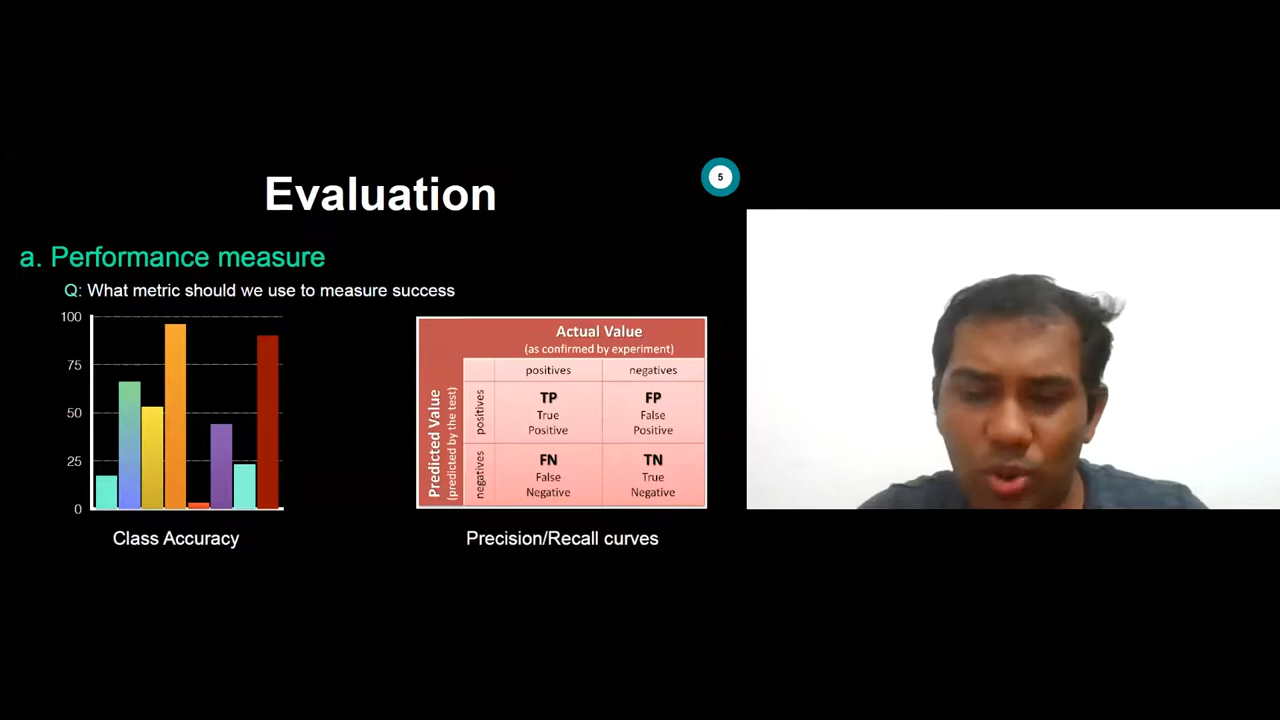 Evaluation
5
a. Performance measure
Q: What metric should we use to measure success
100
75
50
25
0
Class Accuracy
Actual Value
(as confirmed by experiment)
positives
negatives
Predicted Value
(predicted by the test)
positives
TP
True
Positive
FP
False
Positive
negatives
FN
False
Negative
TN
True
Negative
Precision/Recall curves